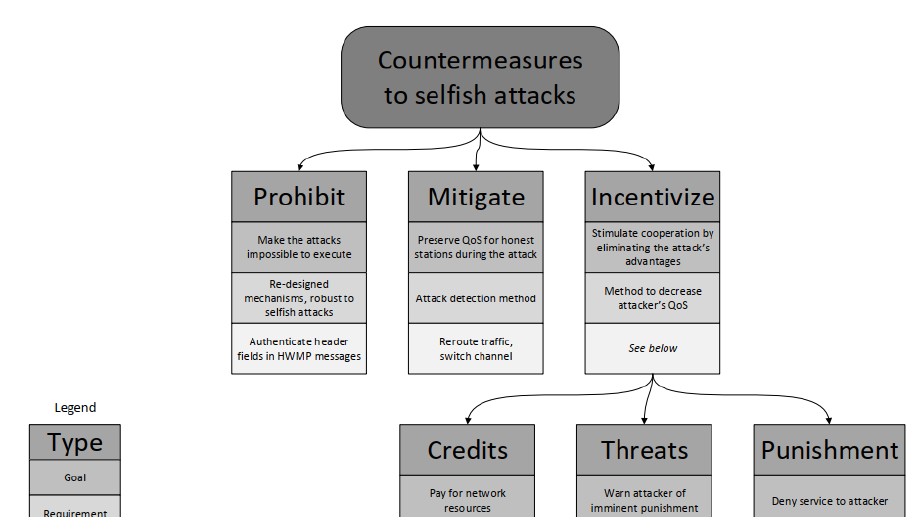 Countermeasures
to selfish attacks
Prohibit
Make the attacks
impossible to execute
Re-designed
mechanisms, robust to
selfish attacks
Authenticate header
fields in HWMP messages
Mitigate
Preserve QoS for honest
stations during the attack
Attack detection method
Reroute traffic,
switch channel
Incentivize
Stimulate cooperation by
eliminating the attack's
advantages
Method to decrease
attacker's QoS
See below
Legend
Type
Goal
Requirement
Credits
Pay for network
resources
Threats
Warn attacker of
imminent punishment
Punishment
Deny service to attacker